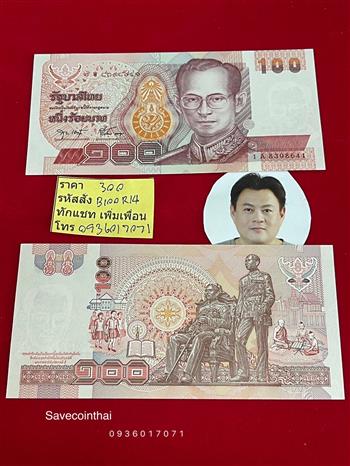 100
รัฐบาลไทย
หนึ่งร้อยบาท
๑๐๐
1A 8398641
ราคา 300
รหัสสั่ง B100R14
ทักแชท เพิ่มเพื่อน
โทร 0936017071
100
๑๐๐
Savecointhai
0936017071